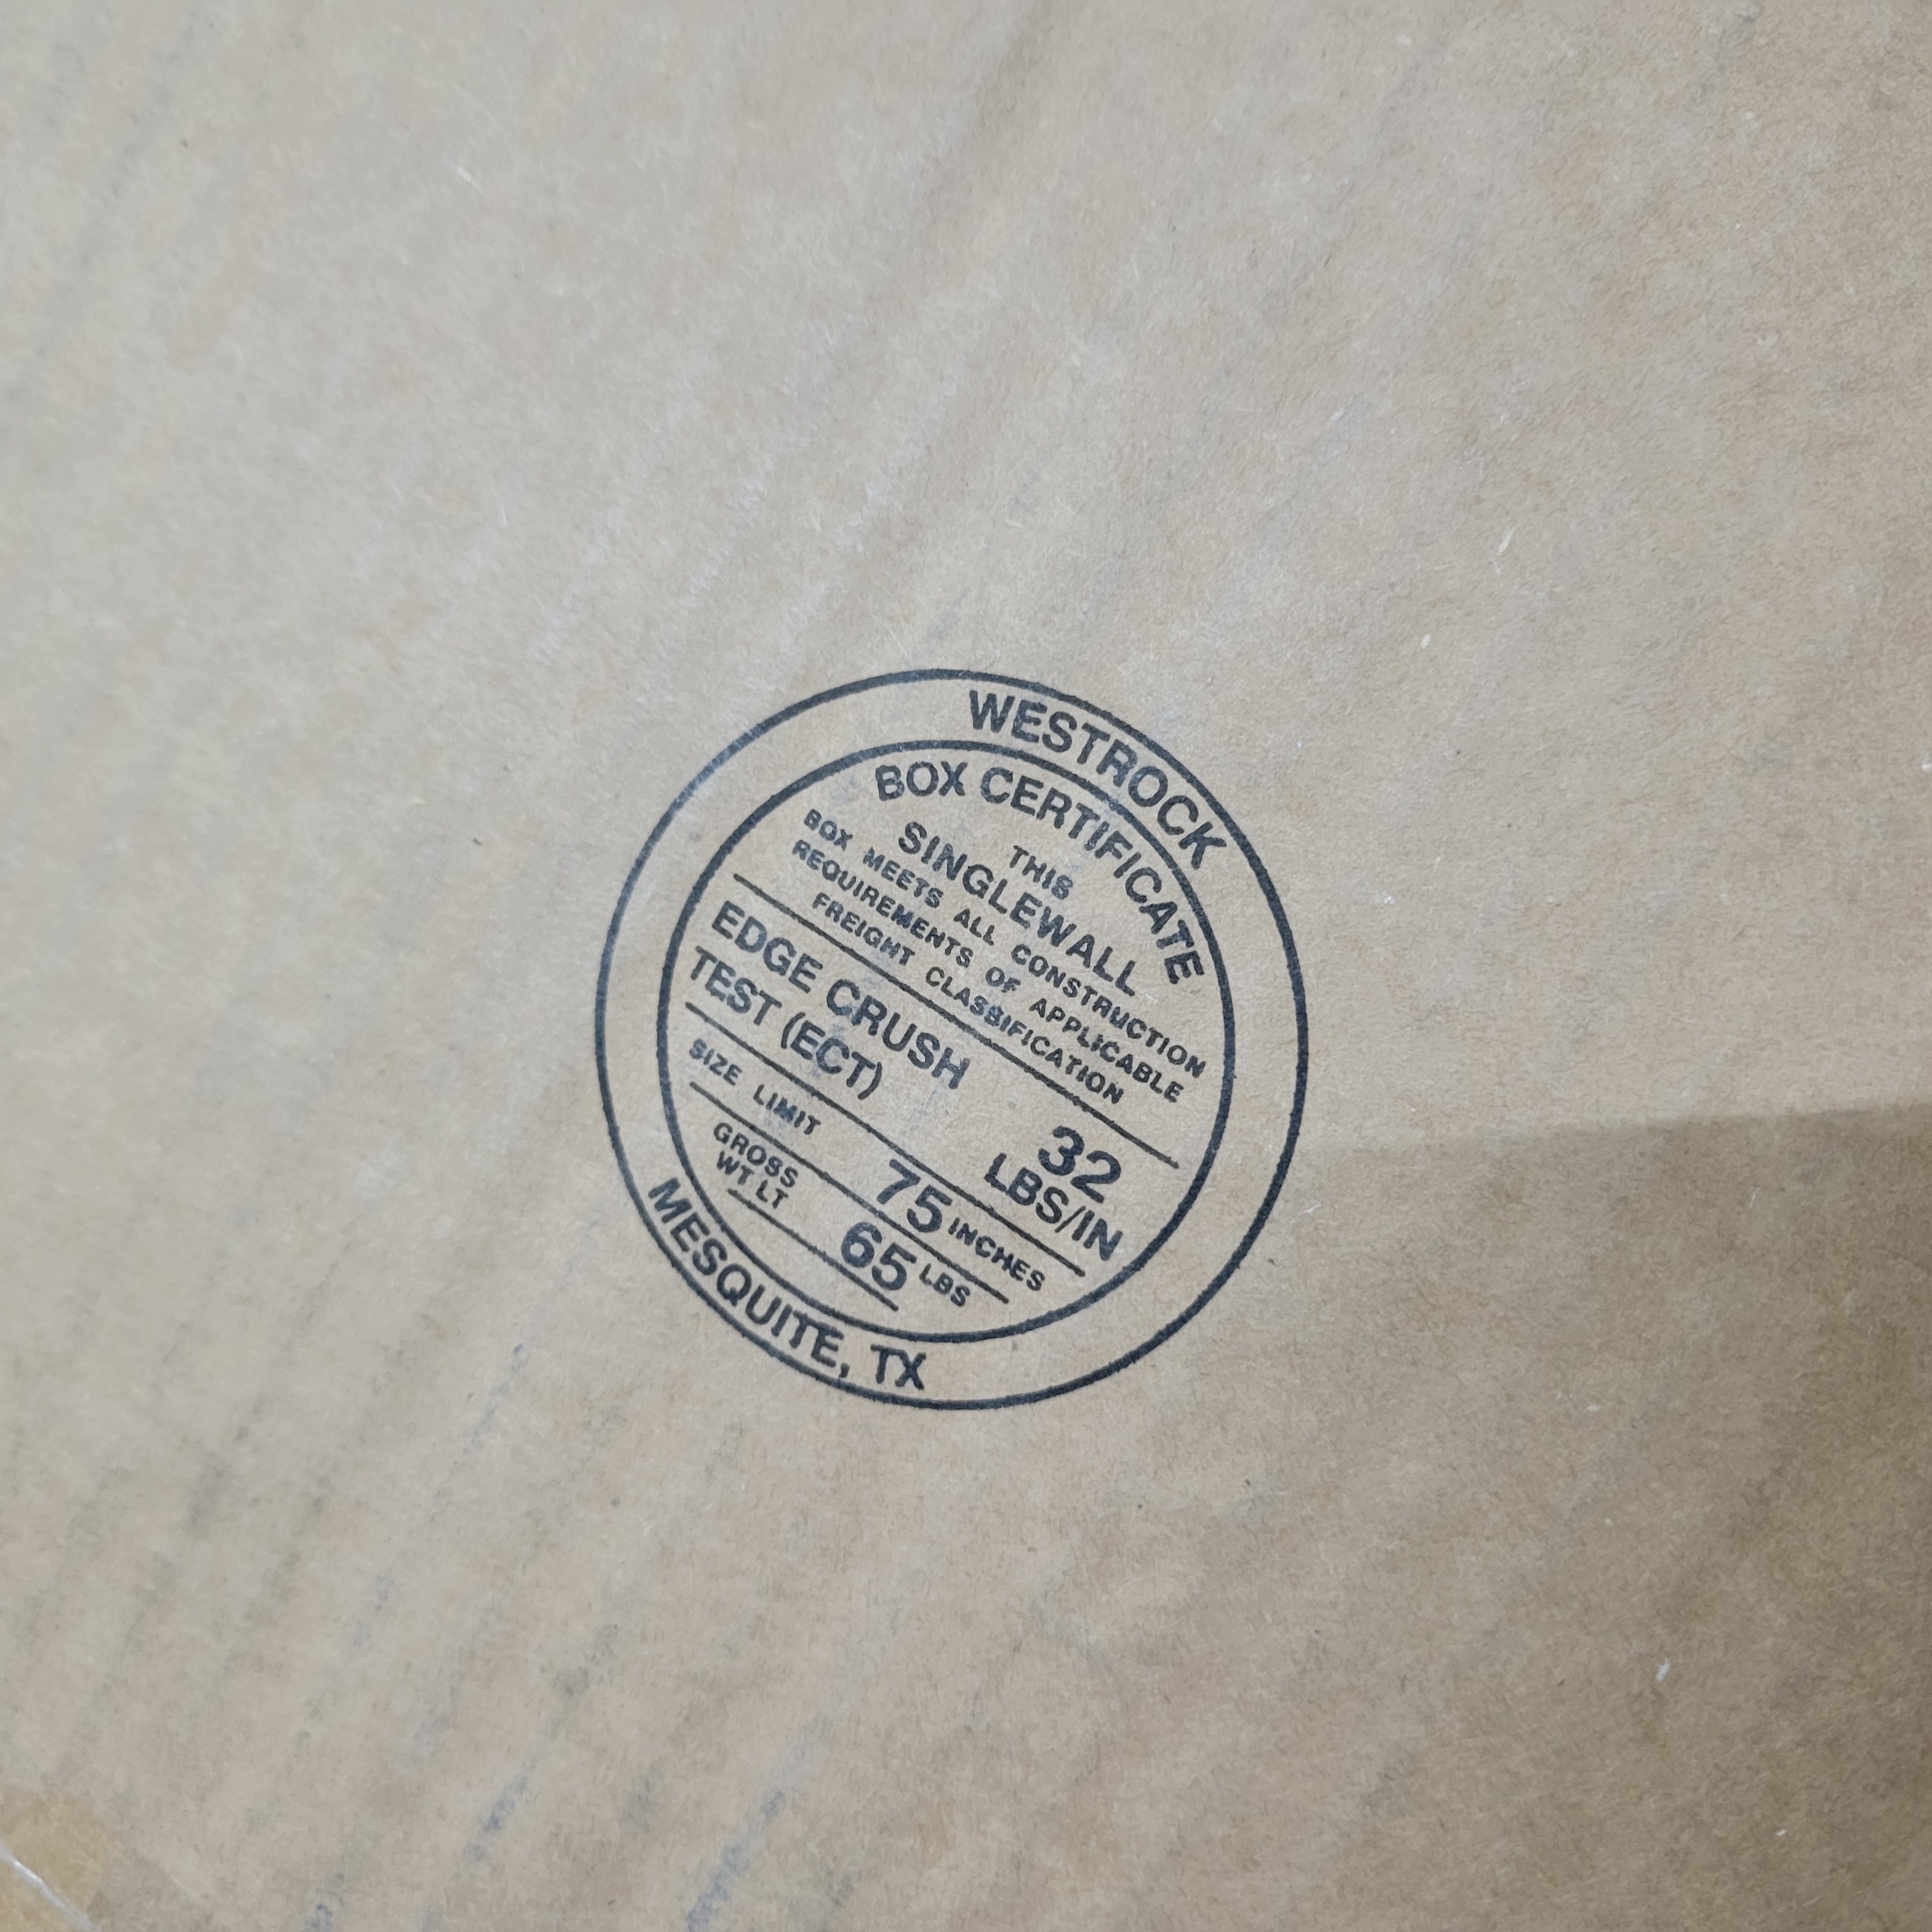 WESTROCK
BOX CERTIFICATE
THIS
SINGLEWALL
BOX MEETS ALL CONSTRUCTION
REQUIREMENTS OF APPLICABLE
FREIGHT CLASSIFICATION
EDGE CRUSH
TEST (ECT)
32
LBS/IN
SIZE LIMIT 75 INCHES
GROSS
WT LT 65 LBS
MESQUITE, TX